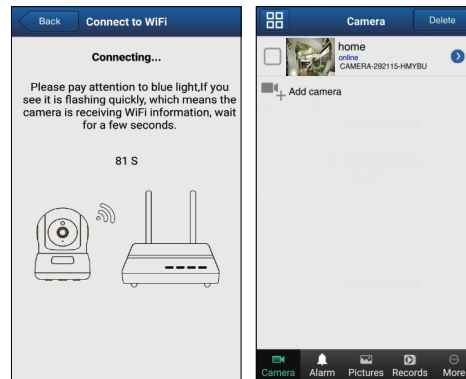 Back
Connect to WiFi
Connecting...
Please pay attention to blue light,If you
see it is flashing quickly, which means the
camera is receiving WiFi information, wait
for a few seconds.
81 S
Camera
Delete
home
online
CAMERA-292115-HMYBU
Add camera
Camera
Alarm
Pictures
Records
More